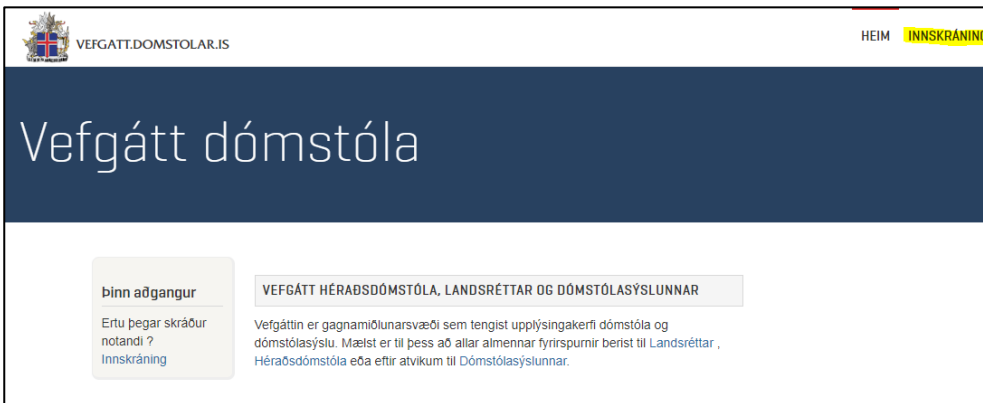 VEFGATT.DOMSTOLAR.IS
HEIM INNSKRÁNING
Vefgátt dómstóla
Þinn aðgangur
Ertu þegar skráður
notandi ?
Innskráning
VEFGÁTT HÉRAÐSDÓMSTÓLA, LANDSRÉTTAR OG DÓMSTÓLASÝSLUNNAR
Vefgáttin er gagnamiðlunarsvæði sem tengist upplýsingakerfi dómstóla og
dómstólasýslu. Mælst er til þess að allar almennar fyrirspurnir berist til Landsréttar ,
Héraðsdómstóla eða eftir atvikum til Dómstólasýslunnar.